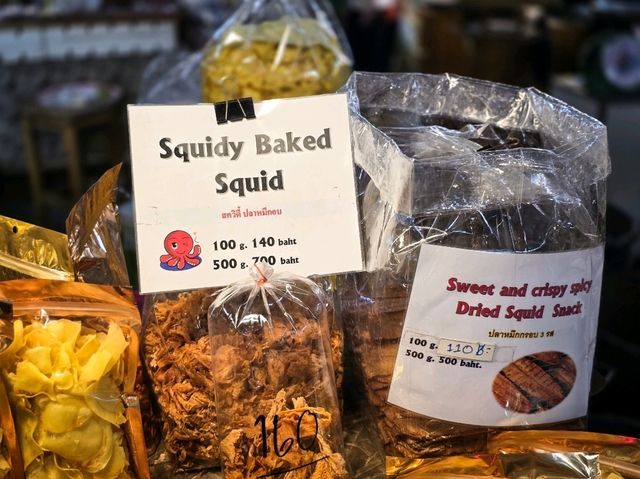 Squidy Baked
Squid
สควิดี้ ปลาหมึกอบ
100 g. 140 baht
500 g. 700 baht
160
Sweet and crispy spicy
Dried Squid Snack
ปลาหมึกกรอบ 3 รส
100 g. 110 ฿.-
500 g. 500 baht.